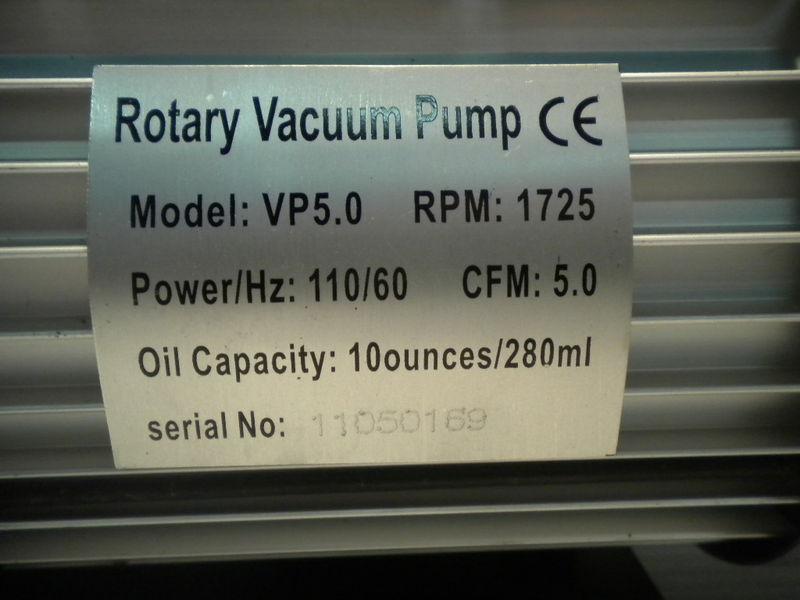 Rotary Vacuum Pump CE
Model: VP5.0 RPM: 1725
Power/Hz: 110/60 CFM: 5.0
Oil Capacity: 10ounces/280ml
serial No: 11050169